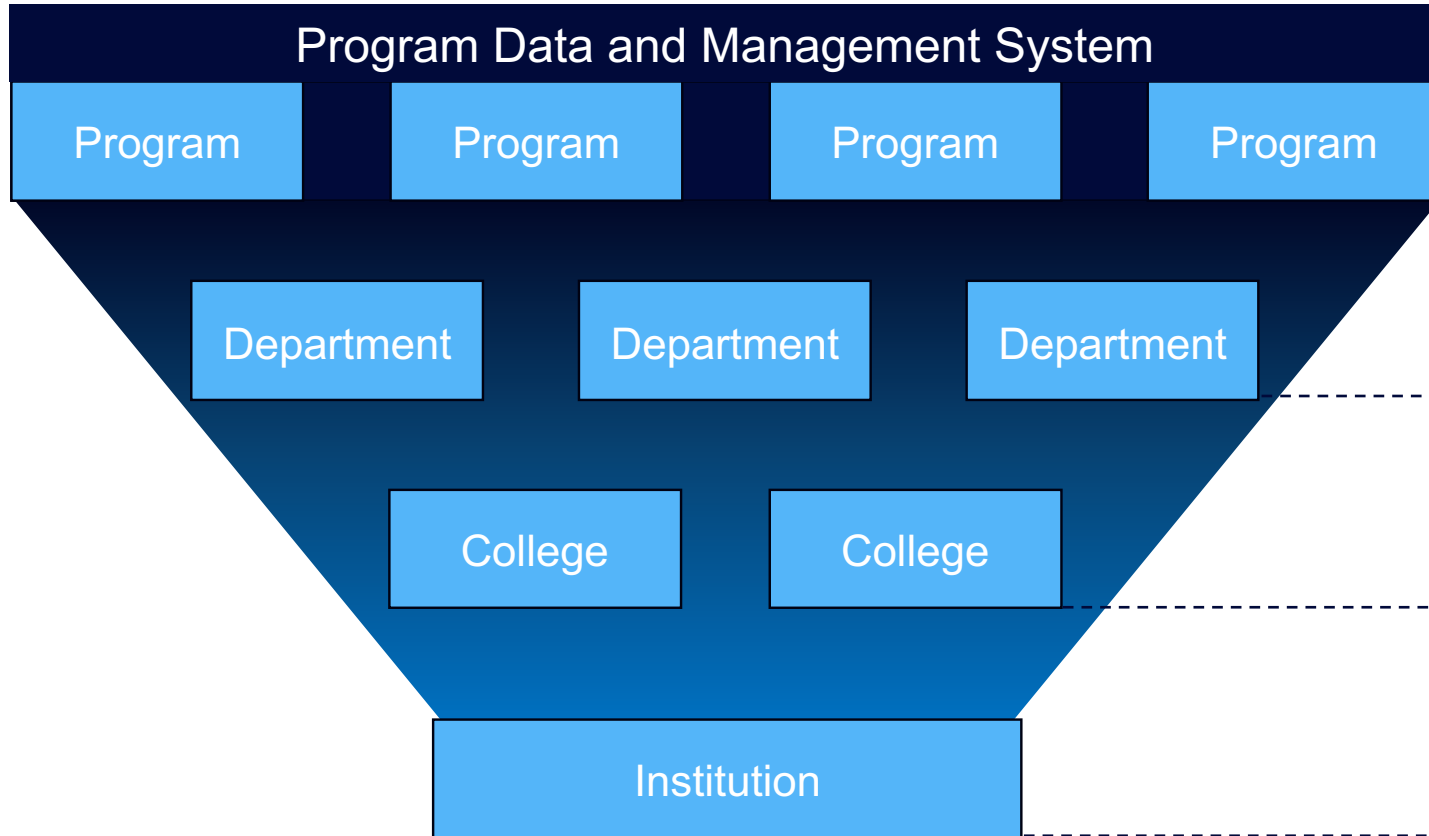 Program Data and Management System
Program
Program
Program
Program
Department
Department
Department
College
College
Institution